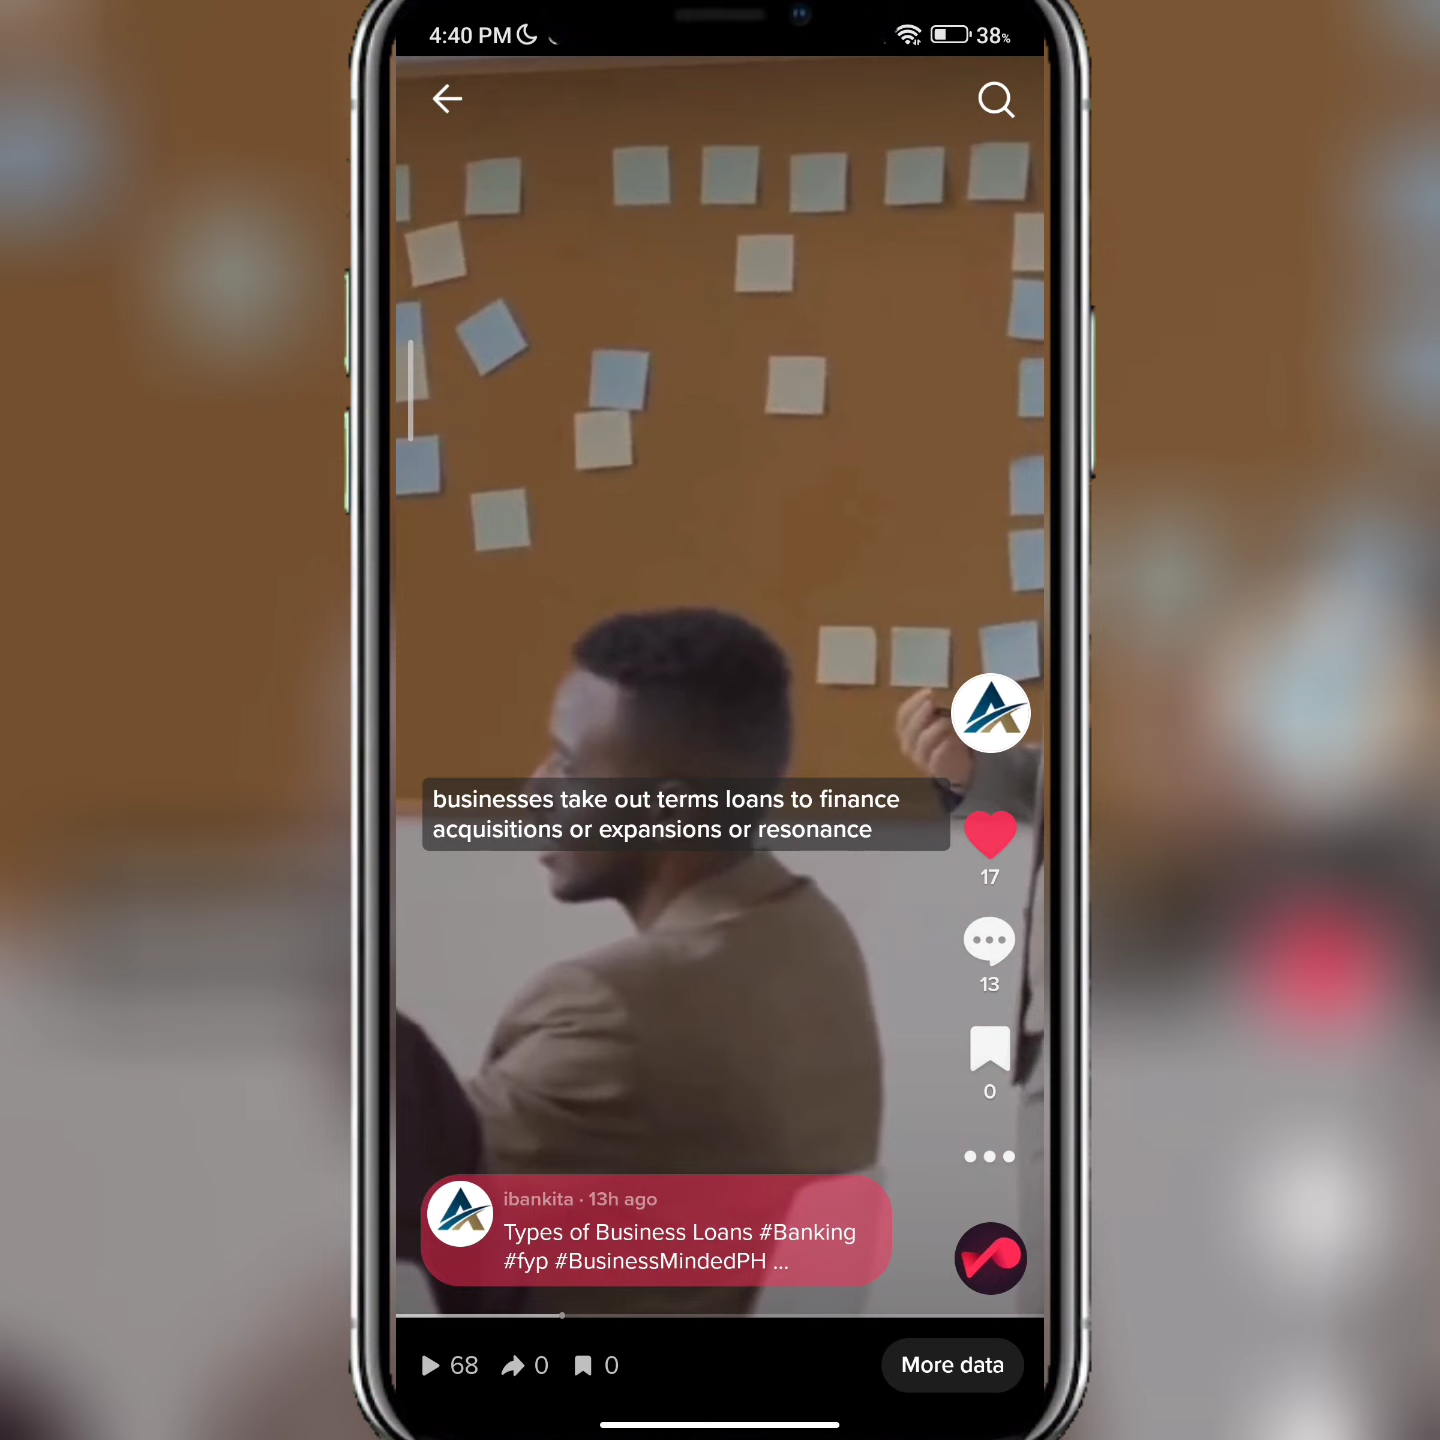 4:40 PM 38%
businesses take out terms loans to finance
acquisitions or expansions or resonance
17
13
0
ibankita · 13h ago
Types of Business Loans #Banking
#fyp #BusinessMindedPH ...
68 0 0 More data